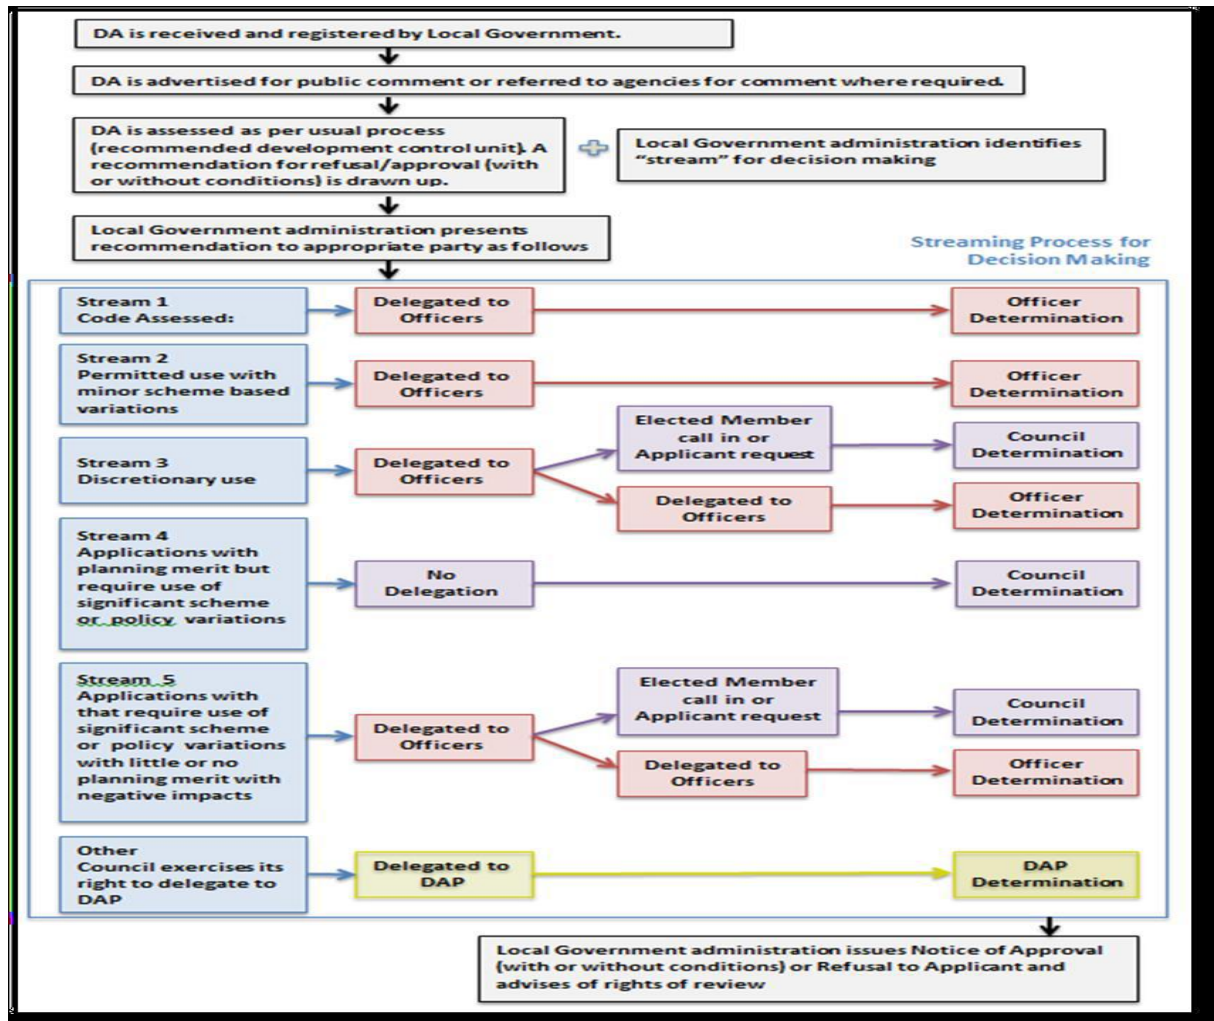 DA is received and registered by Local Government.
DA is advertised for public comment or referred to agencies for comment where required.
DA is assessed as per usual process
(recommended development control unit). A
recommendation for refusal/approval (with
or without conditions) is drawn up.
Local Government administration identifies
“stream” for decision making
Local Government administration presents
recommendation to appropriate party as follows
Streaming Process for
Decision Making
Stream 1
Code Assessed:
Delegated to
Officers
Officer
Determination
Stream 2
Permitted use with
minor scheme based
variations
Delegated to
Officers
Officer
Determination
Stream 3
Discretionary use
Delegated to
Officers
Elected Member
call in or
Applicant request
Council
Determination
Delegated to
Officers
Officer
Determination
Stream 4
Applications with
planning merit but
require use of
significant scheme
or policy variations
No
Delegation
Council
Determination
Stream 5
Applications with
that require use of
significant scheme
or policy variations
with little or no
planning merit with
negative impacts
Delegated to
Officers
Elected Member
call in or
Applicant request
Council
Determination
Delegated to
Officers
Officer
Determination
Other
Council exercises its
right to delegate to
DAP
Delegated to
DAP
DAP
Determination
Local Government administration issues Notice of Approval
(with or without conditions) or Refusal to Applicant and
advises of rights of review